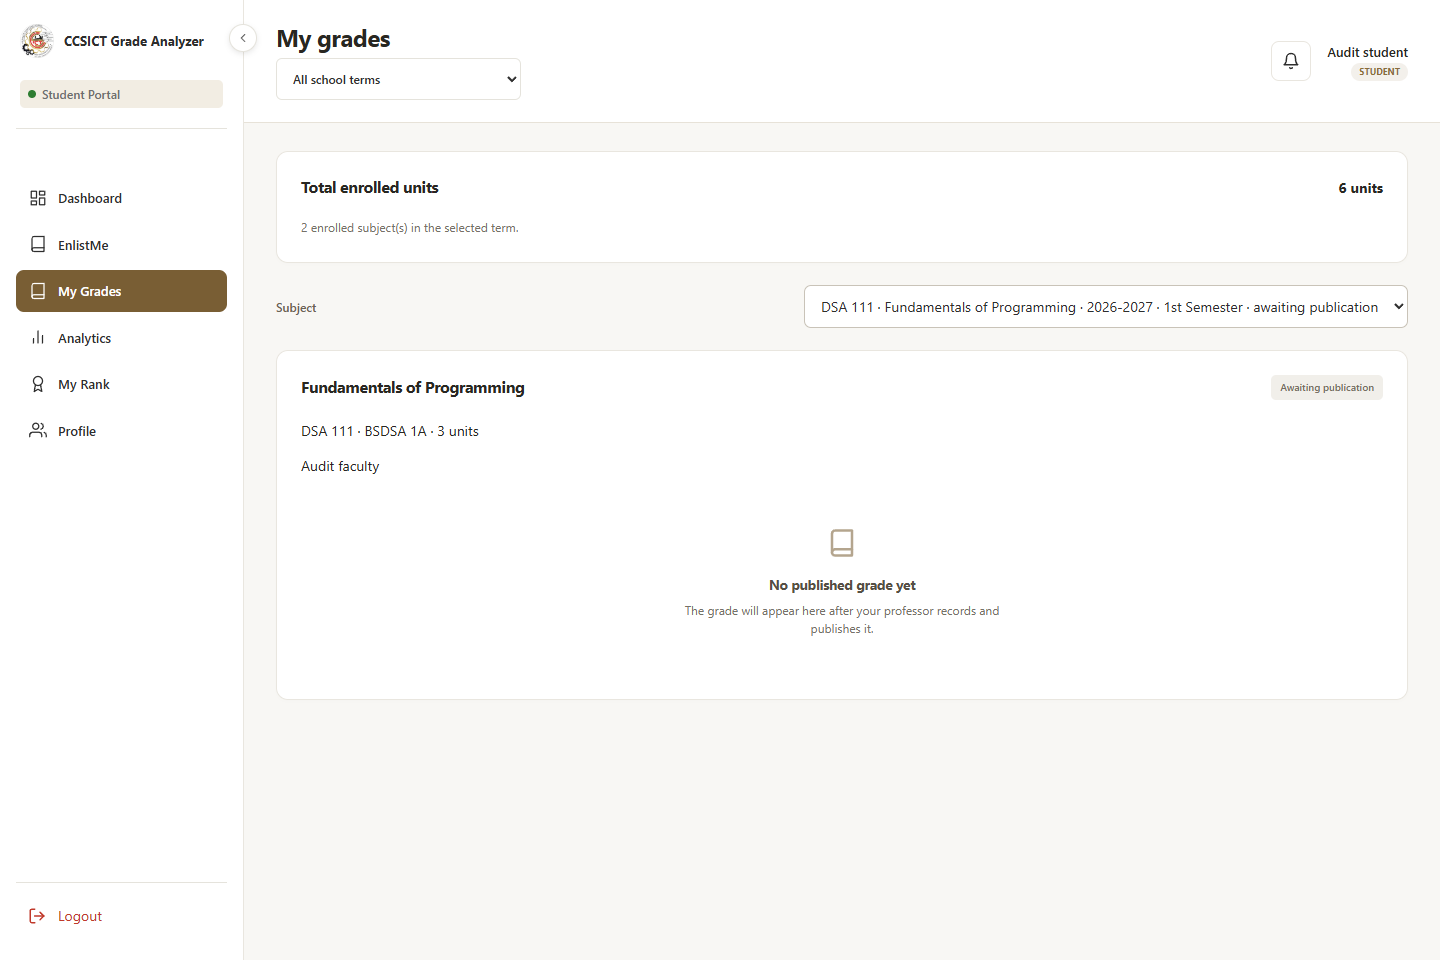 CCSICT Grade Analyzer
Student Portal
Dashboard
EnlistMe
My Grades
Analytics
My Rank
Profile
Logout
My grades
All school terms
Audit student
STUDENT
Total enrolled units
6 units
2 enrolled subject(s) in the selected term.
Subject
DSA 111 · Fundamentals of Programming · 2026-2027 · 1st Semester · awaiting publication
Fundamentals of Programming
Awaiting publication
DSA 111 · BSDSA 1A · 3 units
Audit faculty
No published grade yet
The grade will appear here after your professor records and
publishes it.